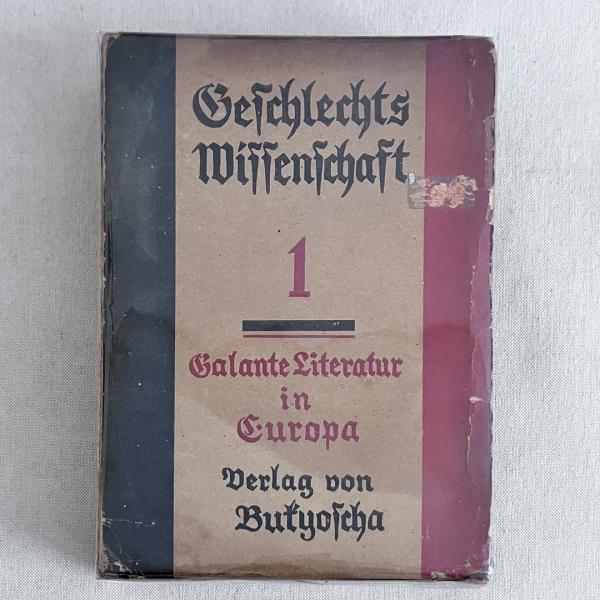 Geſchlechts
Wiſſenſchaft
1
Galante Literatur
in
Europa
Verlag von
Bukyoſcha